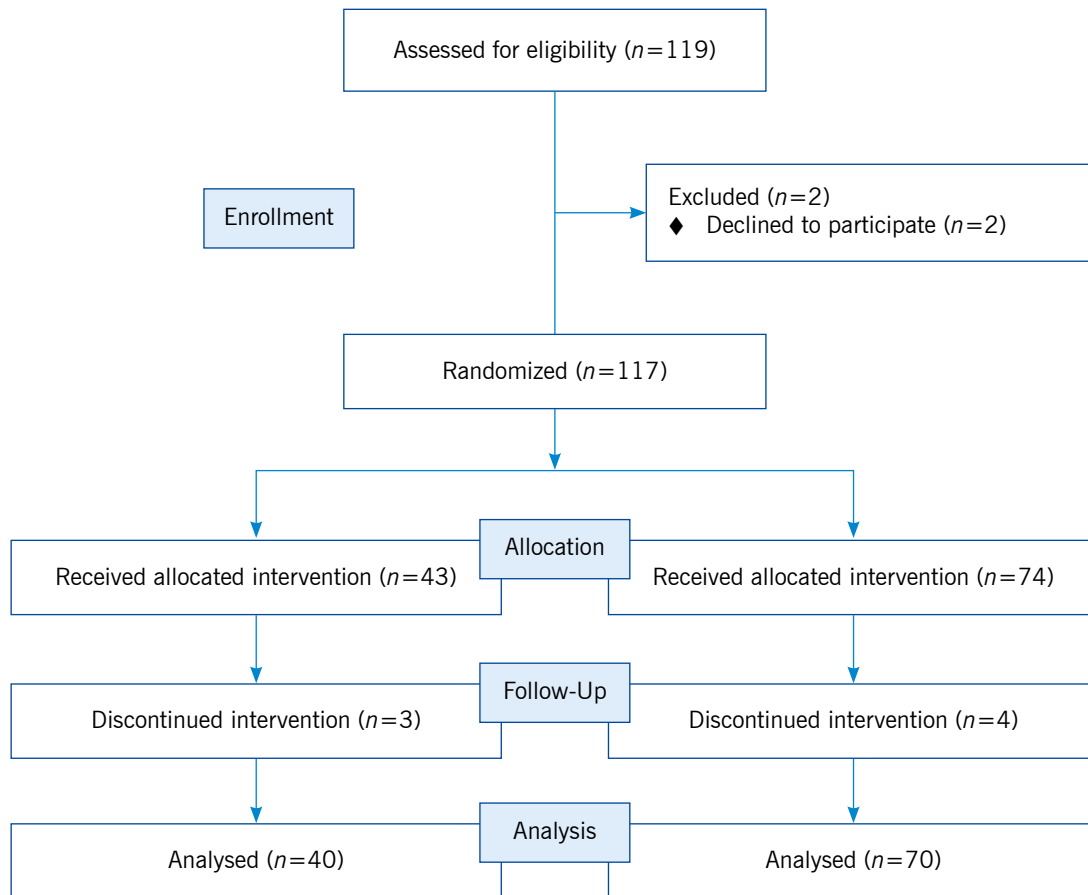 Assessed for eligibility (n=119)
Enrollment
Excluded (n=2)
♦ Declined to participate (n=2)
Randomized (n=117)
Allocation
Received allocated intervention (n=43)
Received allocated intervention (n=74)
Follow-Up
Discontinued intervention (n=3)
Discontinued intervention (n=4)
Analysis
Analysed (n=40)
Analysed (n=70)